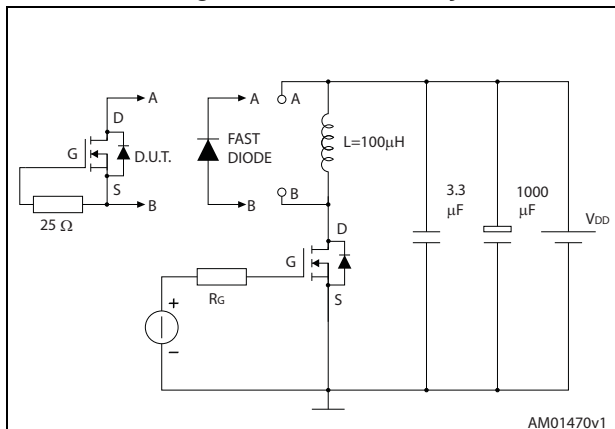 A
D
G
D.U.T.
S
B
25 Ω
A
FAST
DIODE
B
A
L=100μH
B
D
G
S
RG
+
−
3.3
μF
1000
μF
VDD
AM01470v1